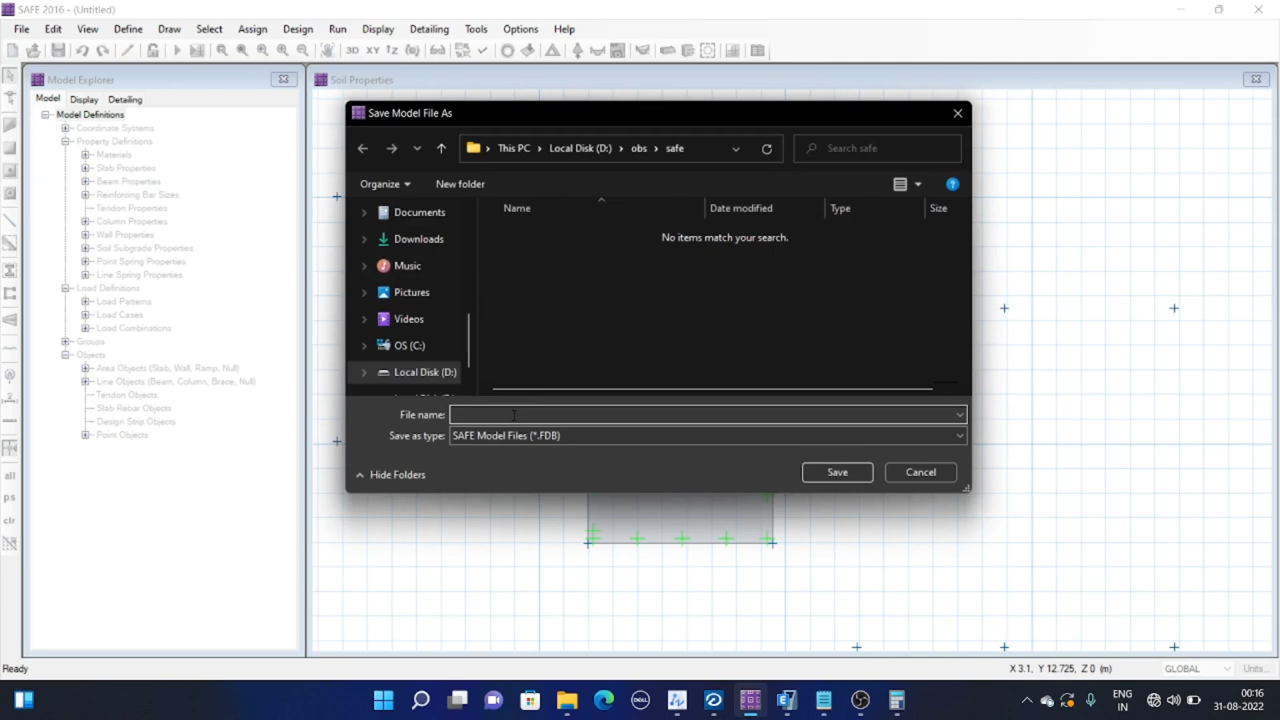 SAFE 2016 - (Untitled)
File Edit View Define Draw Select Assign Design Run Display Detailing Tools Options Help
3D XY
Model Explorer
Soil Properties
Model Display Detailing
Model Definitions
Coordinate Systems
Property Definitions
Materials
Slab Properties
Beam Properties
Reinforcing Bar Sizes
Tendon Properties
Column Properties
Wall Properties
Soil Subgrade Properties
Point Spring Properties
Line Spring Properties
Load Definitions
Load Patterns
Load Cases
Load Combinations
Groups
Objects
Area Objects (Slab, Wall, Ramp, Null)
Line Objects (Beam, Column, Brace, Null)
Tendon Objects
Slab Rebar Objects
Design Strip Objects
Point Objects
all
ps
clr
Save Model File As
This PC > Local Disk (D:) > obs > safe
Search safe
Organize New folder
Documents
Downloads
Music
Pictures
Videos
OS (C:)
Local Disk (D:)
Name Date modified Type Size
No items match your search.
File name:
Save as type: SAFE Model Files (*.FDB)
Hide Folders Save Cancel
Ready X 3.1, Y 12.725, Z 0 (m) GLOBAL Units...
DELL
ENG
IN
00:16
31-08-2022